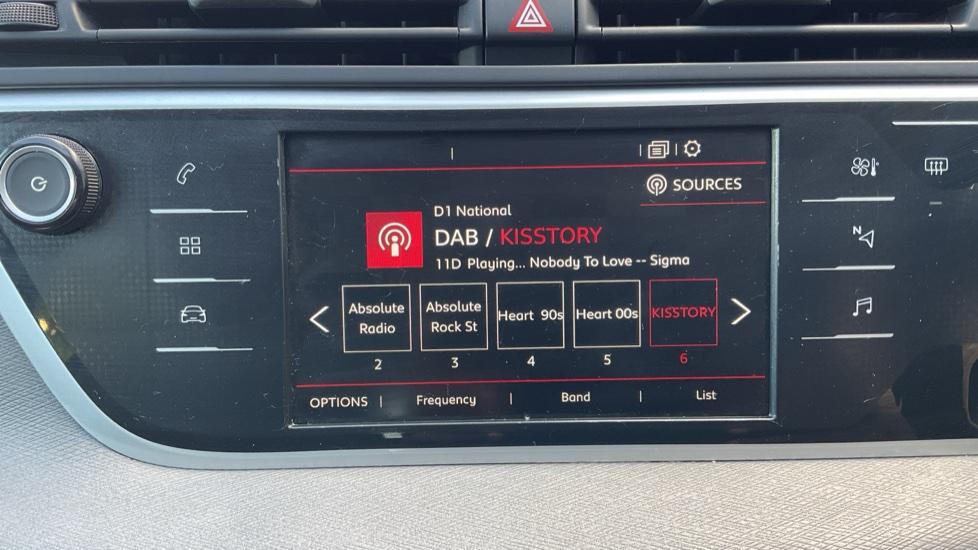 SOURCES
D1 National
DAB / KISSTORY
11D Playing... Nobody To Love -- Sigma
Absolute Radio
Absolute Rock St
Heart 90s
Heart 00s
KISSTORY
2 3 4 5 6
OPTIONS | Frequency | Band | List
N